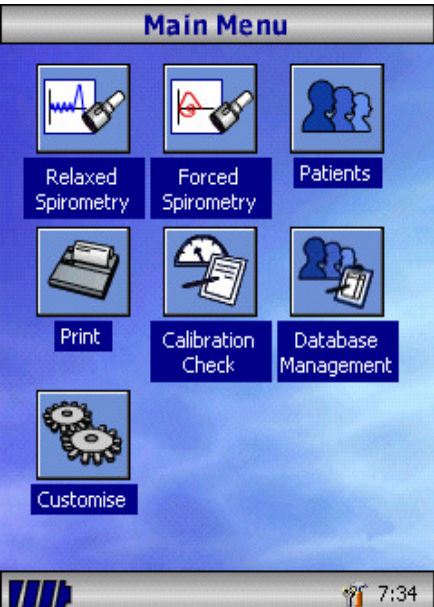 Main Menu
Relaxed
Spirometry
Forced
Spirometry
Patients
Print
Calibration
Check
Database
Management
Customise
7:34